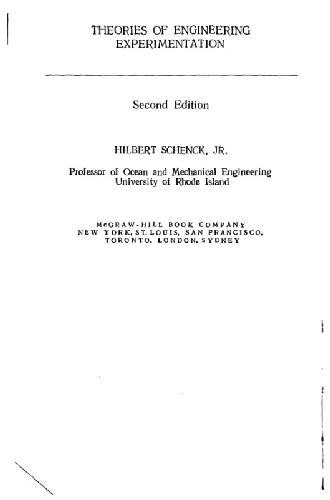 THEORIES OF ENGINEERING
EXPERIMENTATION
Second Edition
HILBERT SCHENCK, JR.
Professor of Ocean and Mechanical Engineering
University of Rhode Island
McGRAW-HILL BOOK COMPANY
NEW YORK, ST. LOUIS, SAN FRANCISCO,
TORONTO, LONDON, SYDNEY